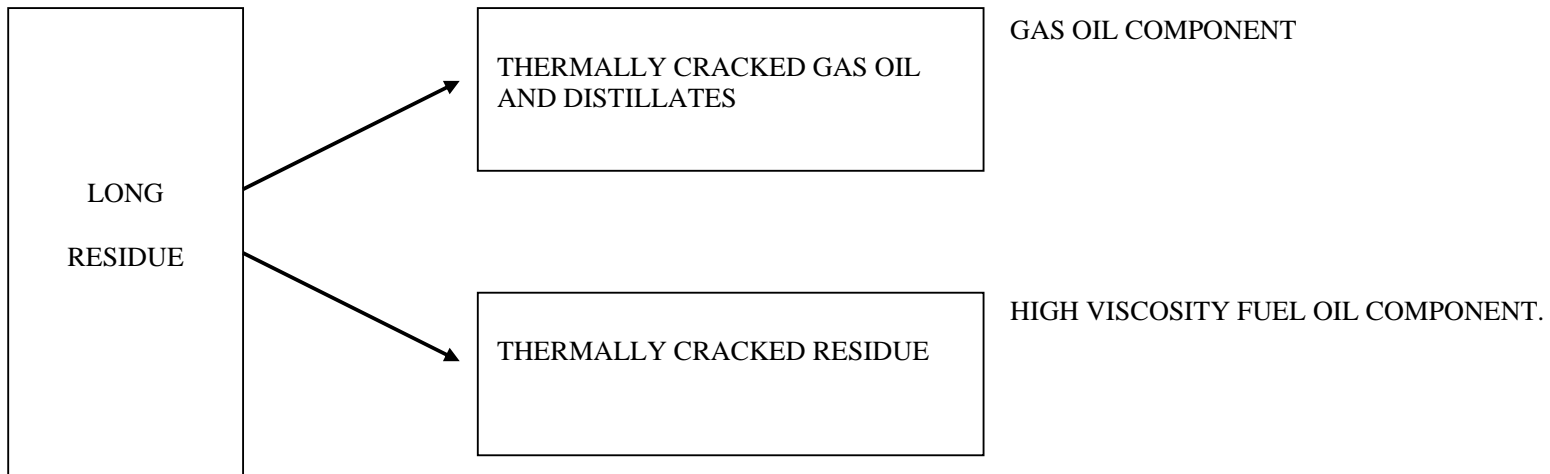 LONG
RESIDUE
THERMALLY CRACKED GAS OIL
AND DISTILLATES
GAS OIL COMPONENT
THERMALLY CRACKED RESIDUE
HIGH VISCOSITY FUEL OIL COMPONENT.